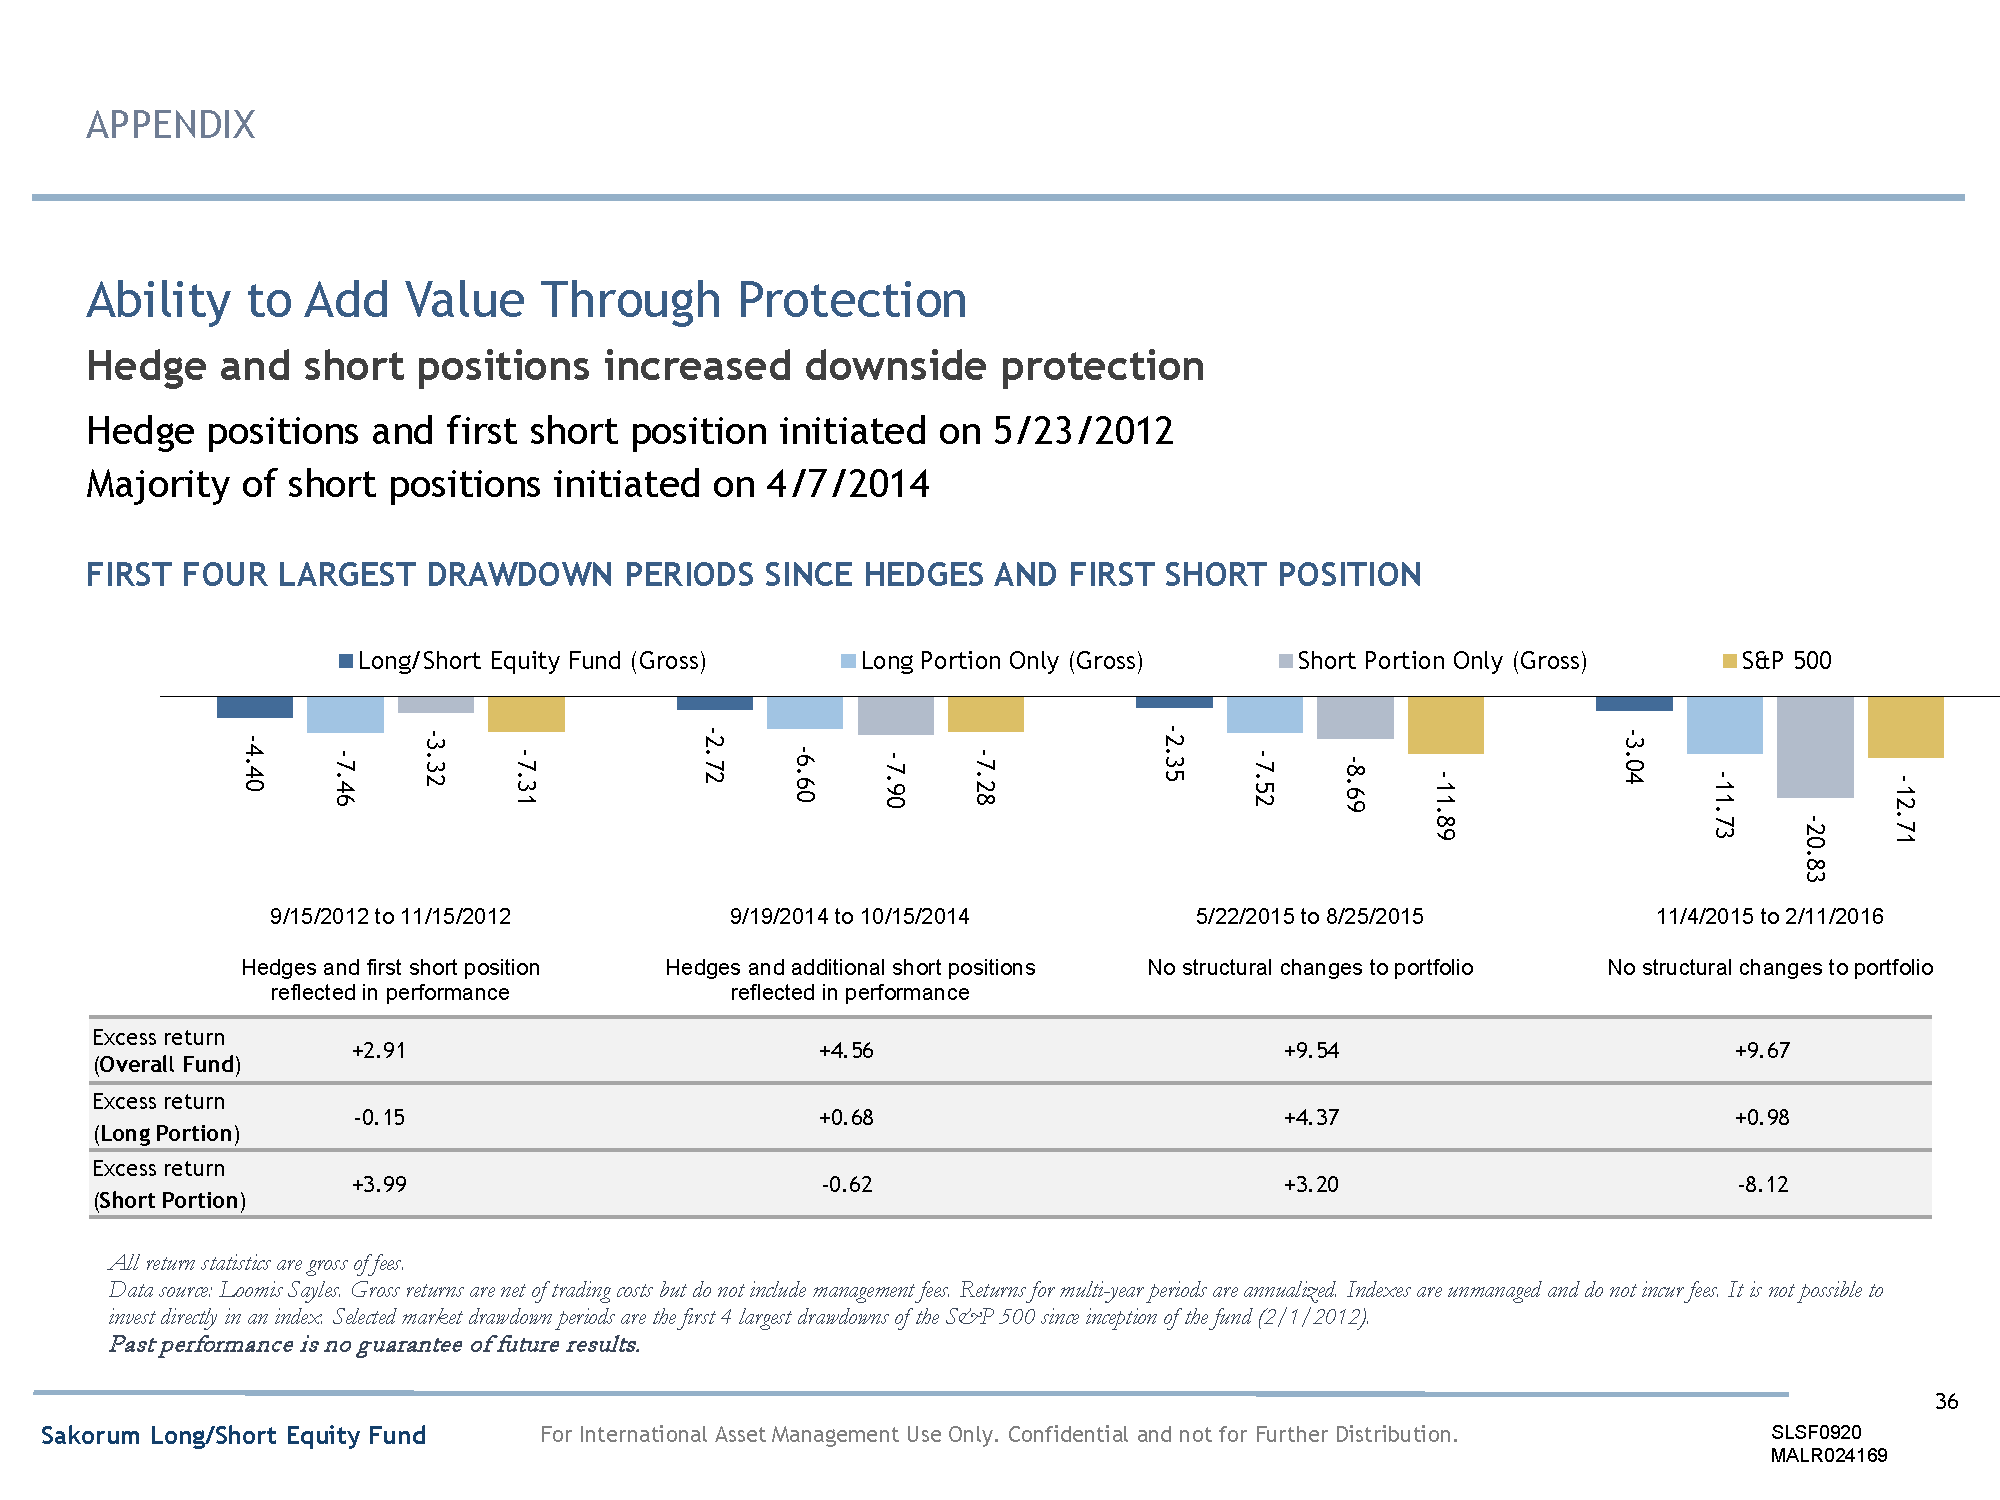 APPENDIX
Ability to Add Value Through Protection
Hedge and short positions increased downside protection
Hedge positions and first short position initiated on 5/23/2012
Majority of short positions initiated on 4/7/2014
FIRST FOUR LARGEST DRAWDOWN PERIODS SINCE HEDGES AND FIRST SHORT POSITION
Long/Short Equity Fund (Gross) Long Portion Only (Gross) Short Portion Only (Gross) S&P 500
-4.40 -7.46 -3.32 -7.31 -2.72 -6.60 -7.90 -7.28 -2.35 -7.52 -8.69 -11.89 -3.04 -11.73 -20.83 -12.71
9/15/2012 to 11/15/2012 9/19/2014 to 10/15/2014 5/22/2015 to 8/25/2015 11/4/2015 to 2/11/2016
Hedges and first short position Hedges and additional short positions No structural changes to portfolio No structural changes to portfolio
reflected in performance reflected in performance
Excess return
(Overall Fund) +2.91 +4.56 +9.54 +9.67
Excess return
(Long Portion) -0.15 +0.68 +4.37 +0.98
Excess return
(Short Portion) +3.99 -0.62 +3.20 -8.12
All return statistics are gross of fees.
Data source: Loomis Sayles. Gross returns are net of trading costs but do not include management fees. Returns for multi-year periods are annualized. Indexes are unmanaged and do not incur fees. It is not possible to
invest directly in an index. Selected market drawdown periods are the first 4 largest drawdowns of the S&P 500 since inception of the fund (2/1/2012).
Past performance is no guarantee of future results.
36
Sakorum Long/Short Equity Fund For International Asset Management Use Only. Confidential and not for Further Distribution. SLSF0920
MALR024169